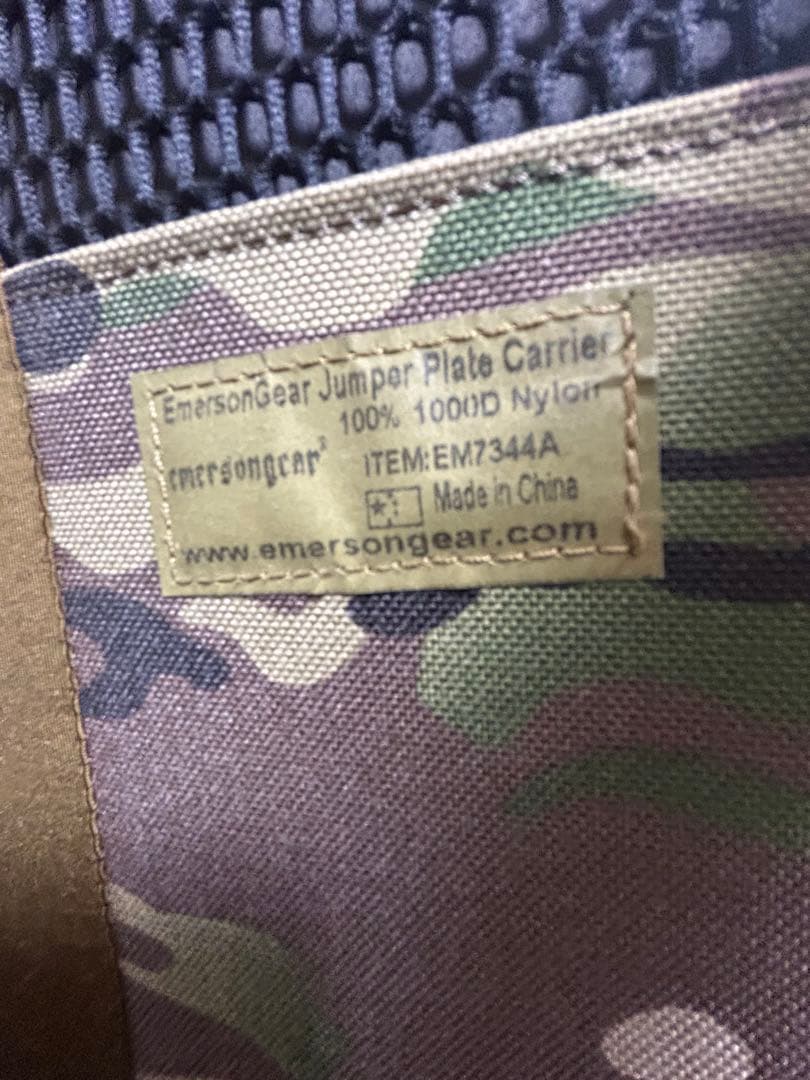 EmersonGear Jumper Plate Carrier
100% 1000D Nylon
emersongear
ITEM:EM7344A
Made in China
www.emersongear.com